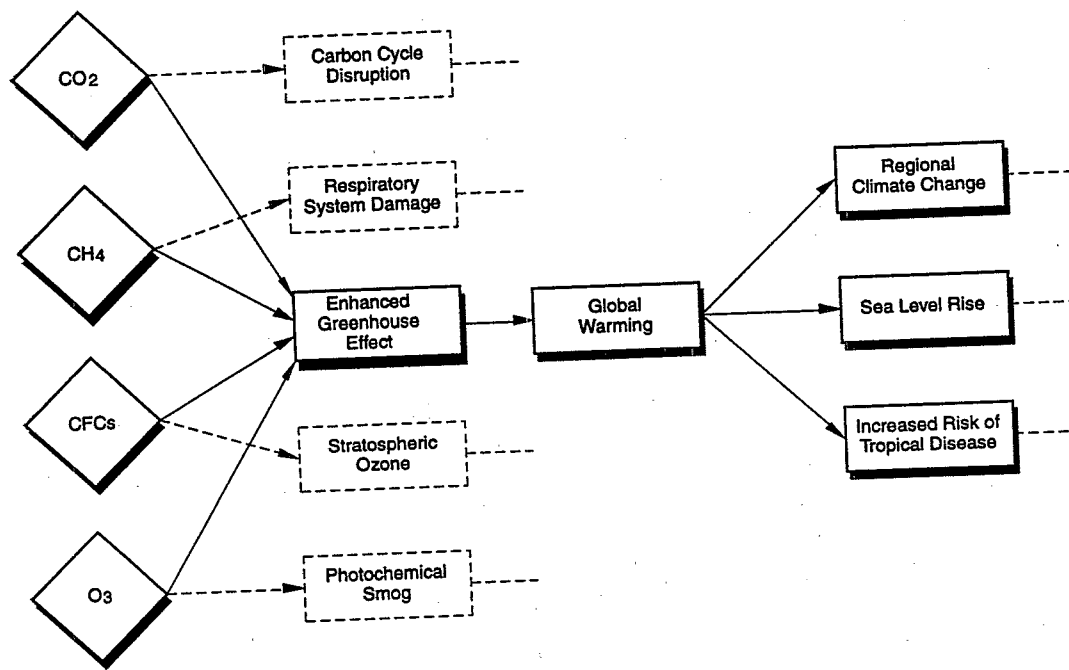 CO2
Carbon Cycle
Disruption
CH4
Respiratory
System Damage
CFCs
Enhanced
Greenhouse
Effect
Global
Warming
Regional
Climate Change
Sea Level Rise
Increased Risk of
Tropical Disease
Stratospheric
Ozone
O3
Photochemical
Smog